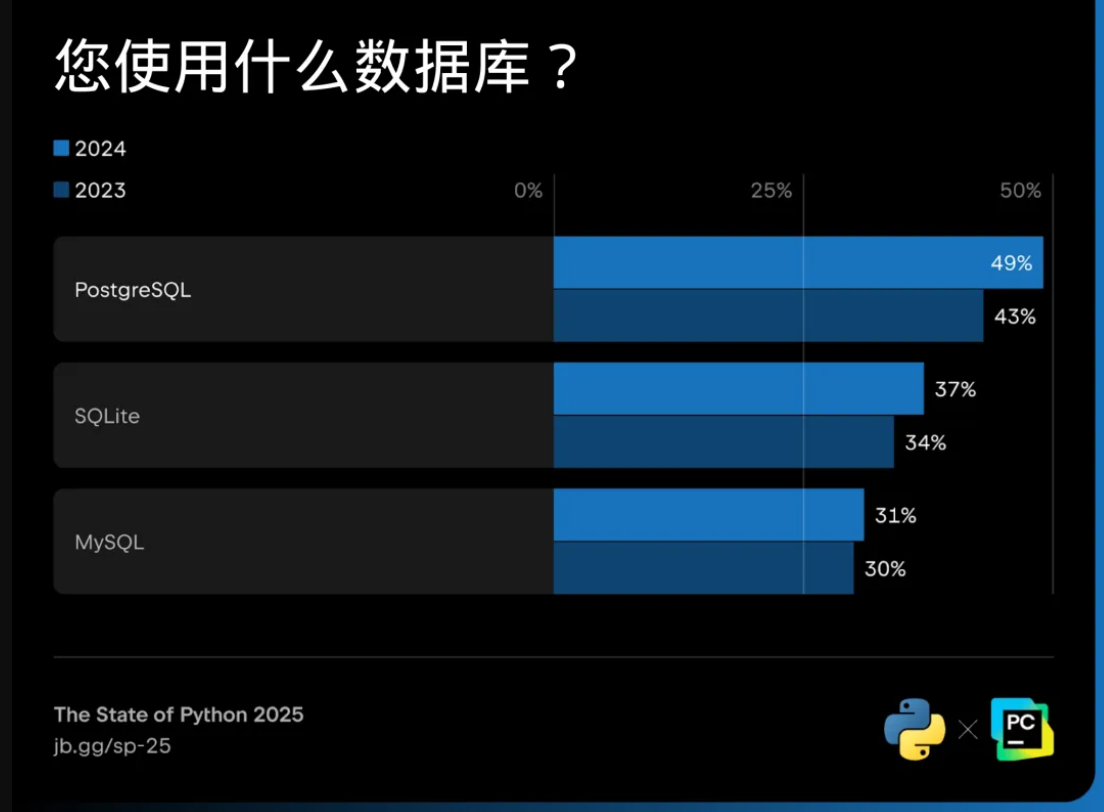 您使用什么数据库？
2024
2023
0% 25% 50%
49%
PostgreSQL
43%
37%
SQLite
34%
31%
MySQL
30%
The State of Python 2025
jb.gg/sp-25
PC